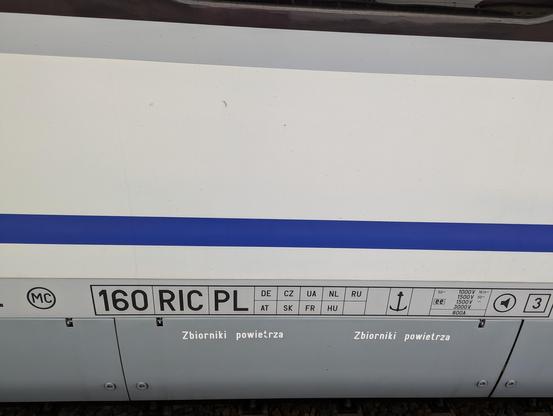 MC 160 RIC PL DE CZ UA NL RU
AT SK FR HU
1000V
1500V
1500V
3000V
800A
3
Zbiorniki powietrza Zbiorniki powietrza